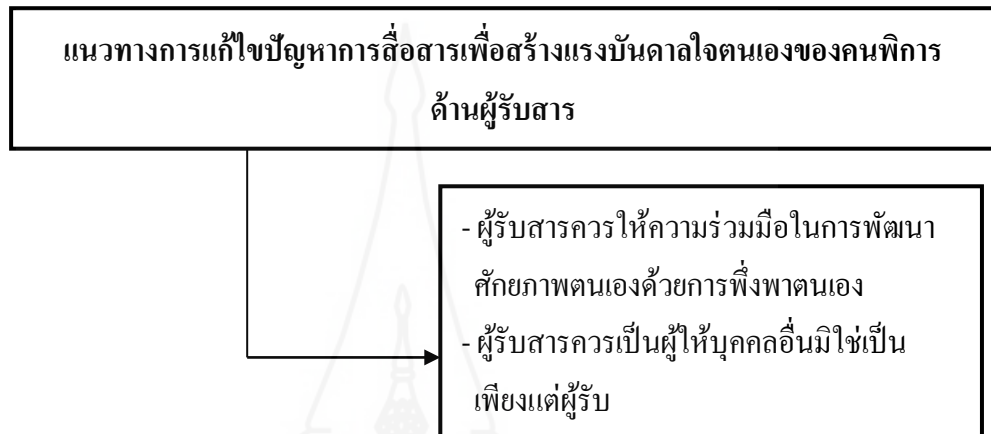 แนวทางการแก้ไขปัญหาการสื่อสารเพื่อสร้างแรงบันดาลใจตนเองของคนพิการ
ด้านผู้รับสาร
- ผู้รับสารควรให้ความร่วมมือในการพัฒนา
ศักยภาพตนเองด้วยการพึ่งพาตนเอง
- ผู้รับสารควรเป็นผู้ให้บุคคลอื่นมิใช่เป็น
เพียงแต่ผู้รับ